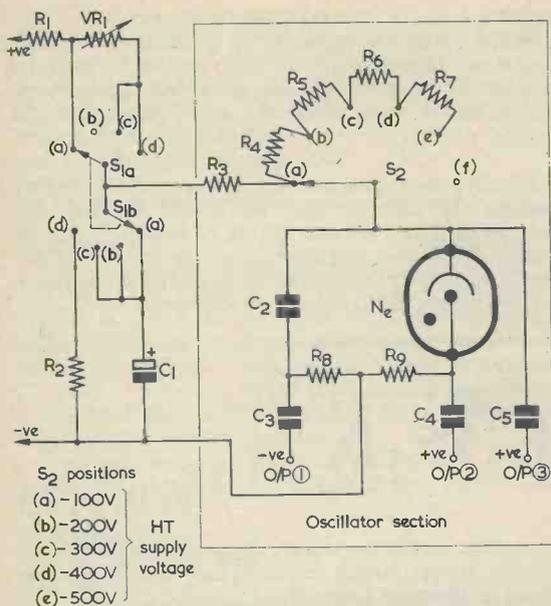 R1 VR1
+ve
R6
R5 R7
(b) (c) (c) (d)
(a) (d) (b) (e)
R4
S1a R3 (a) S2 (f)
S1b
(d) (a)
(c) (b)
C2 Ne
R2 + C1 R8 R9
C3 C4 C5
-ve -ve +ve +ve
O/P① O/P② O/P③
S2 positions
(a)-100V
(b)-200V HT
(c)-300V supply
(d)-400V voltage
(e)-500V
Oscillator section